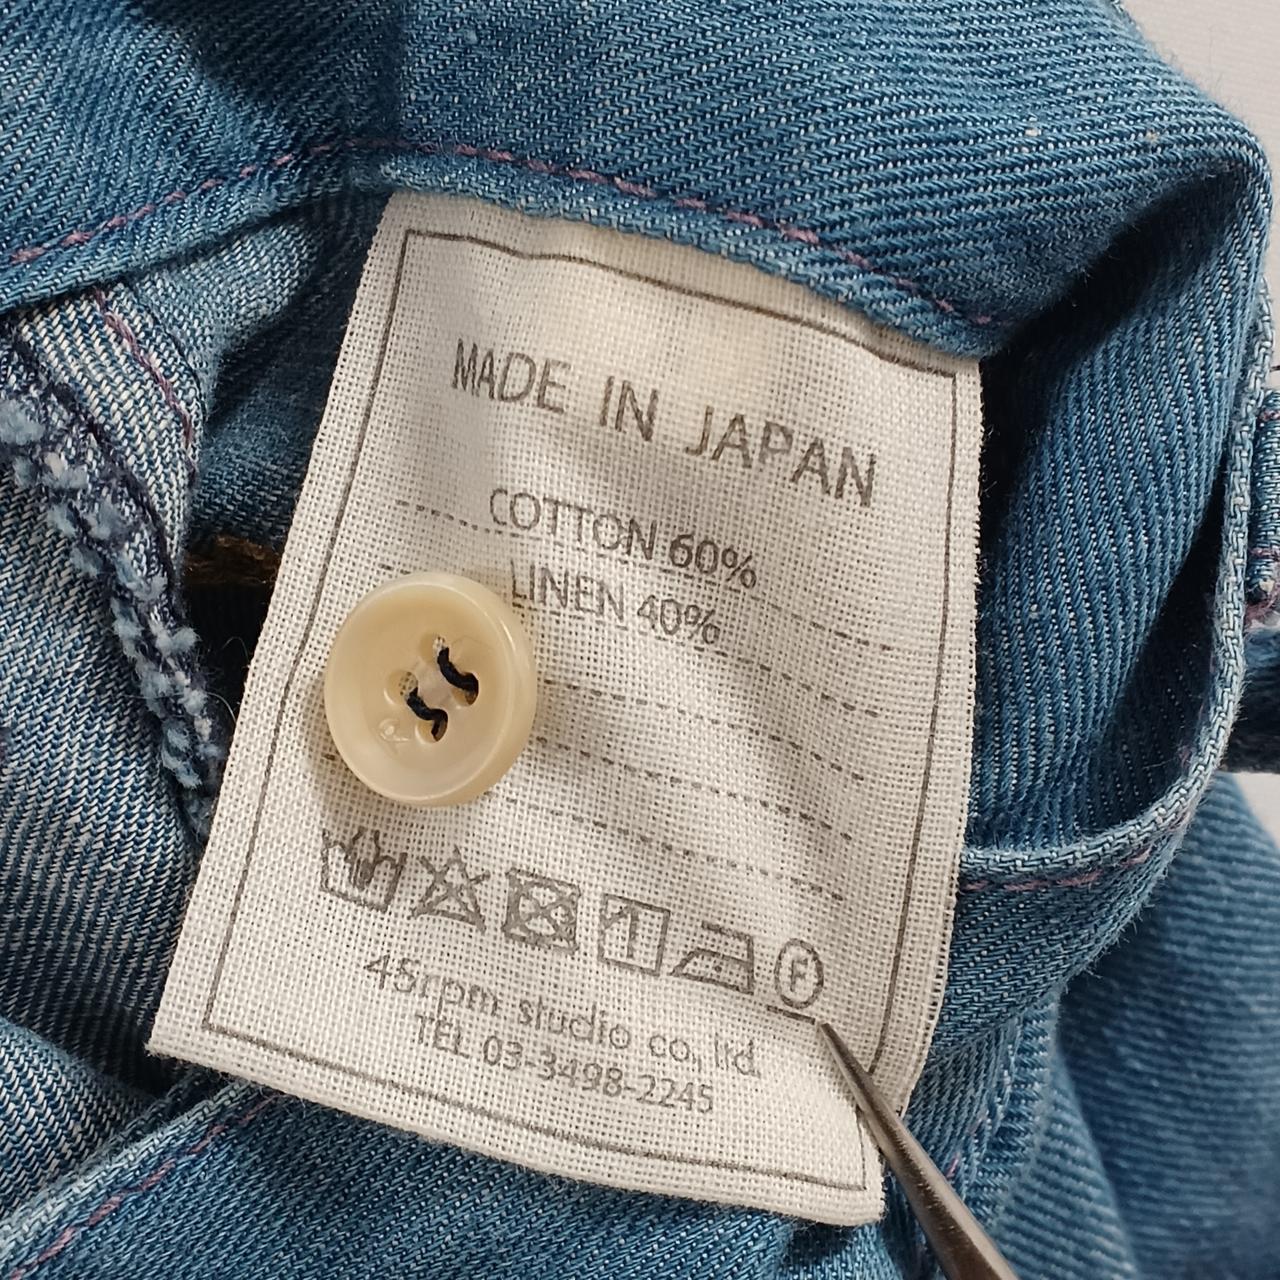 MADE IN JAPAN
COTTON 60%
LINEN 40%
F
45rpm studio co., ltd
TEL 03-3498-2245